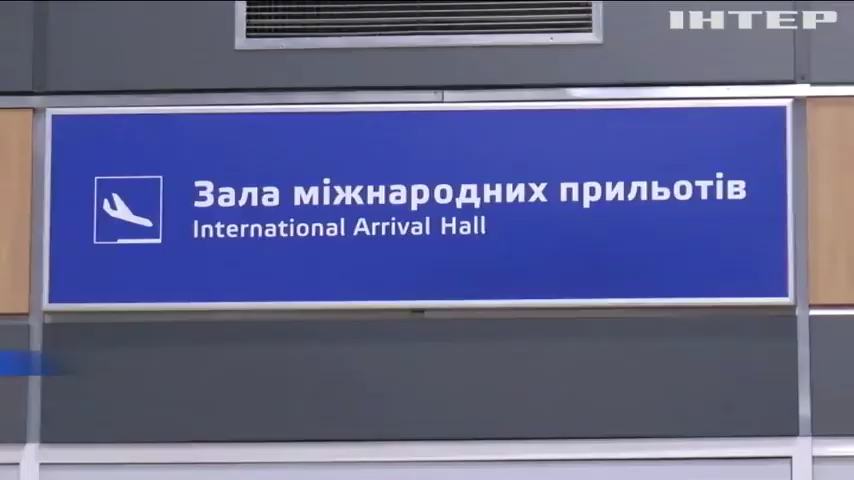 ІНТЕР
Зала міжнародних прильотів
International Arrival Hall